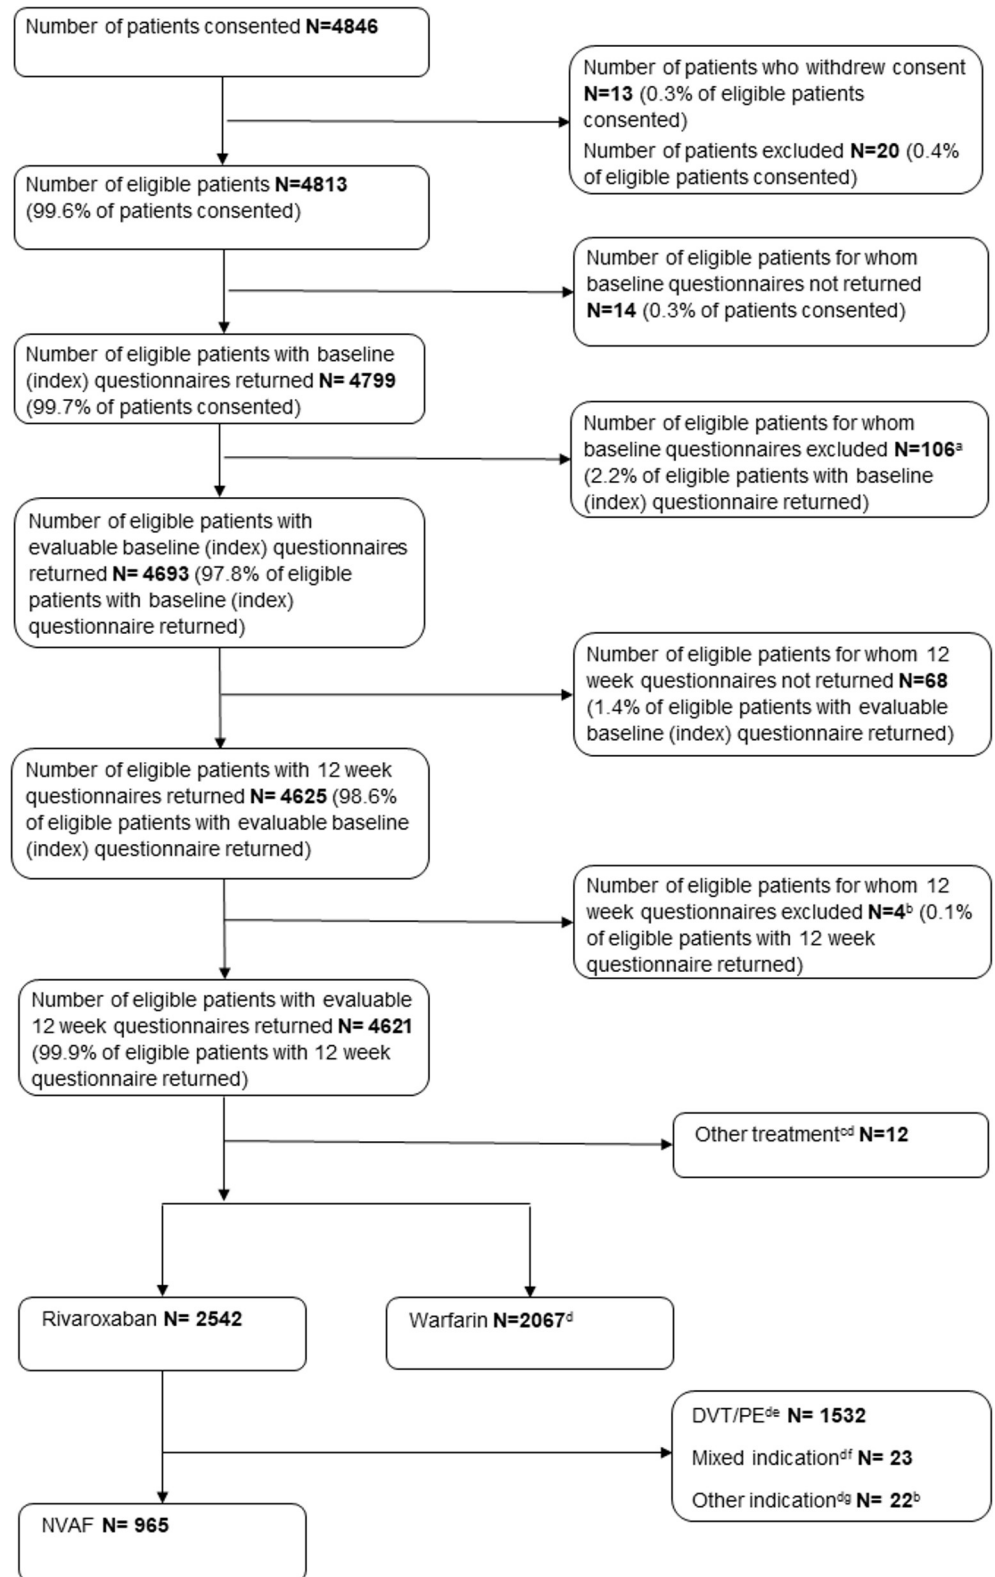 Number of patients consented N=4846
Number of patients who withdrew consent
N=13 (0.3% of eligible patients
consented)
Number of patients excluded N=20 (0.4%
of eligible patients consented)
Number of eligible patients N=4813
(99.6% of patients consented)
Number of eligible patients for whom
baseline questionnaires not returned
N=14 (0.3% of patients consented)
Number of eligible patients with baseline
(index) questionnaires returned N= 4799
(99.7% of patients consented)
Number of eligible patients for whom
baseline questionnaires excluded N=106ᵃ
(2.2% of eligible patients with baseline
(index) questionnaire returned)
Number of eligible patients with
evaluable baseline (index) questionnaires
returned N= 4693 (97.8% of eligible
patients with baseline (index)
questionnaire returned)
Number of eligible patients for whom 12
week questionnaires not returned N=68
(1.4% of eligible patients with evaluable
baseline (index) questionnaire returned)
Number of eligible patients with 12 week
questionnaires returned N= 4625 (98.6%
of eligible patients with evaluable baseline
(index) questionnaire returned)
Number of eligible patients for whom 12
week questionnaires excluded N=4ᵇ (0.1%
of eligible patients with 12 week
questionnaire returned)
Number of eligible patients with evaluable
12 week questionnaires returned N= 4621
(99.9% of eligible patients with 12 week
questionnaire returned)
Other treatmentᶜᵈ N=12
Rivaroxaban N= 2542
Warfarin N=2067ᵈ
DVT/PEᵈᵉ N= 1532
Mixed indicationᵈᶠ N= 23
Other indicationᵈᵍ N= 22ᵇ
NVAF N= 965